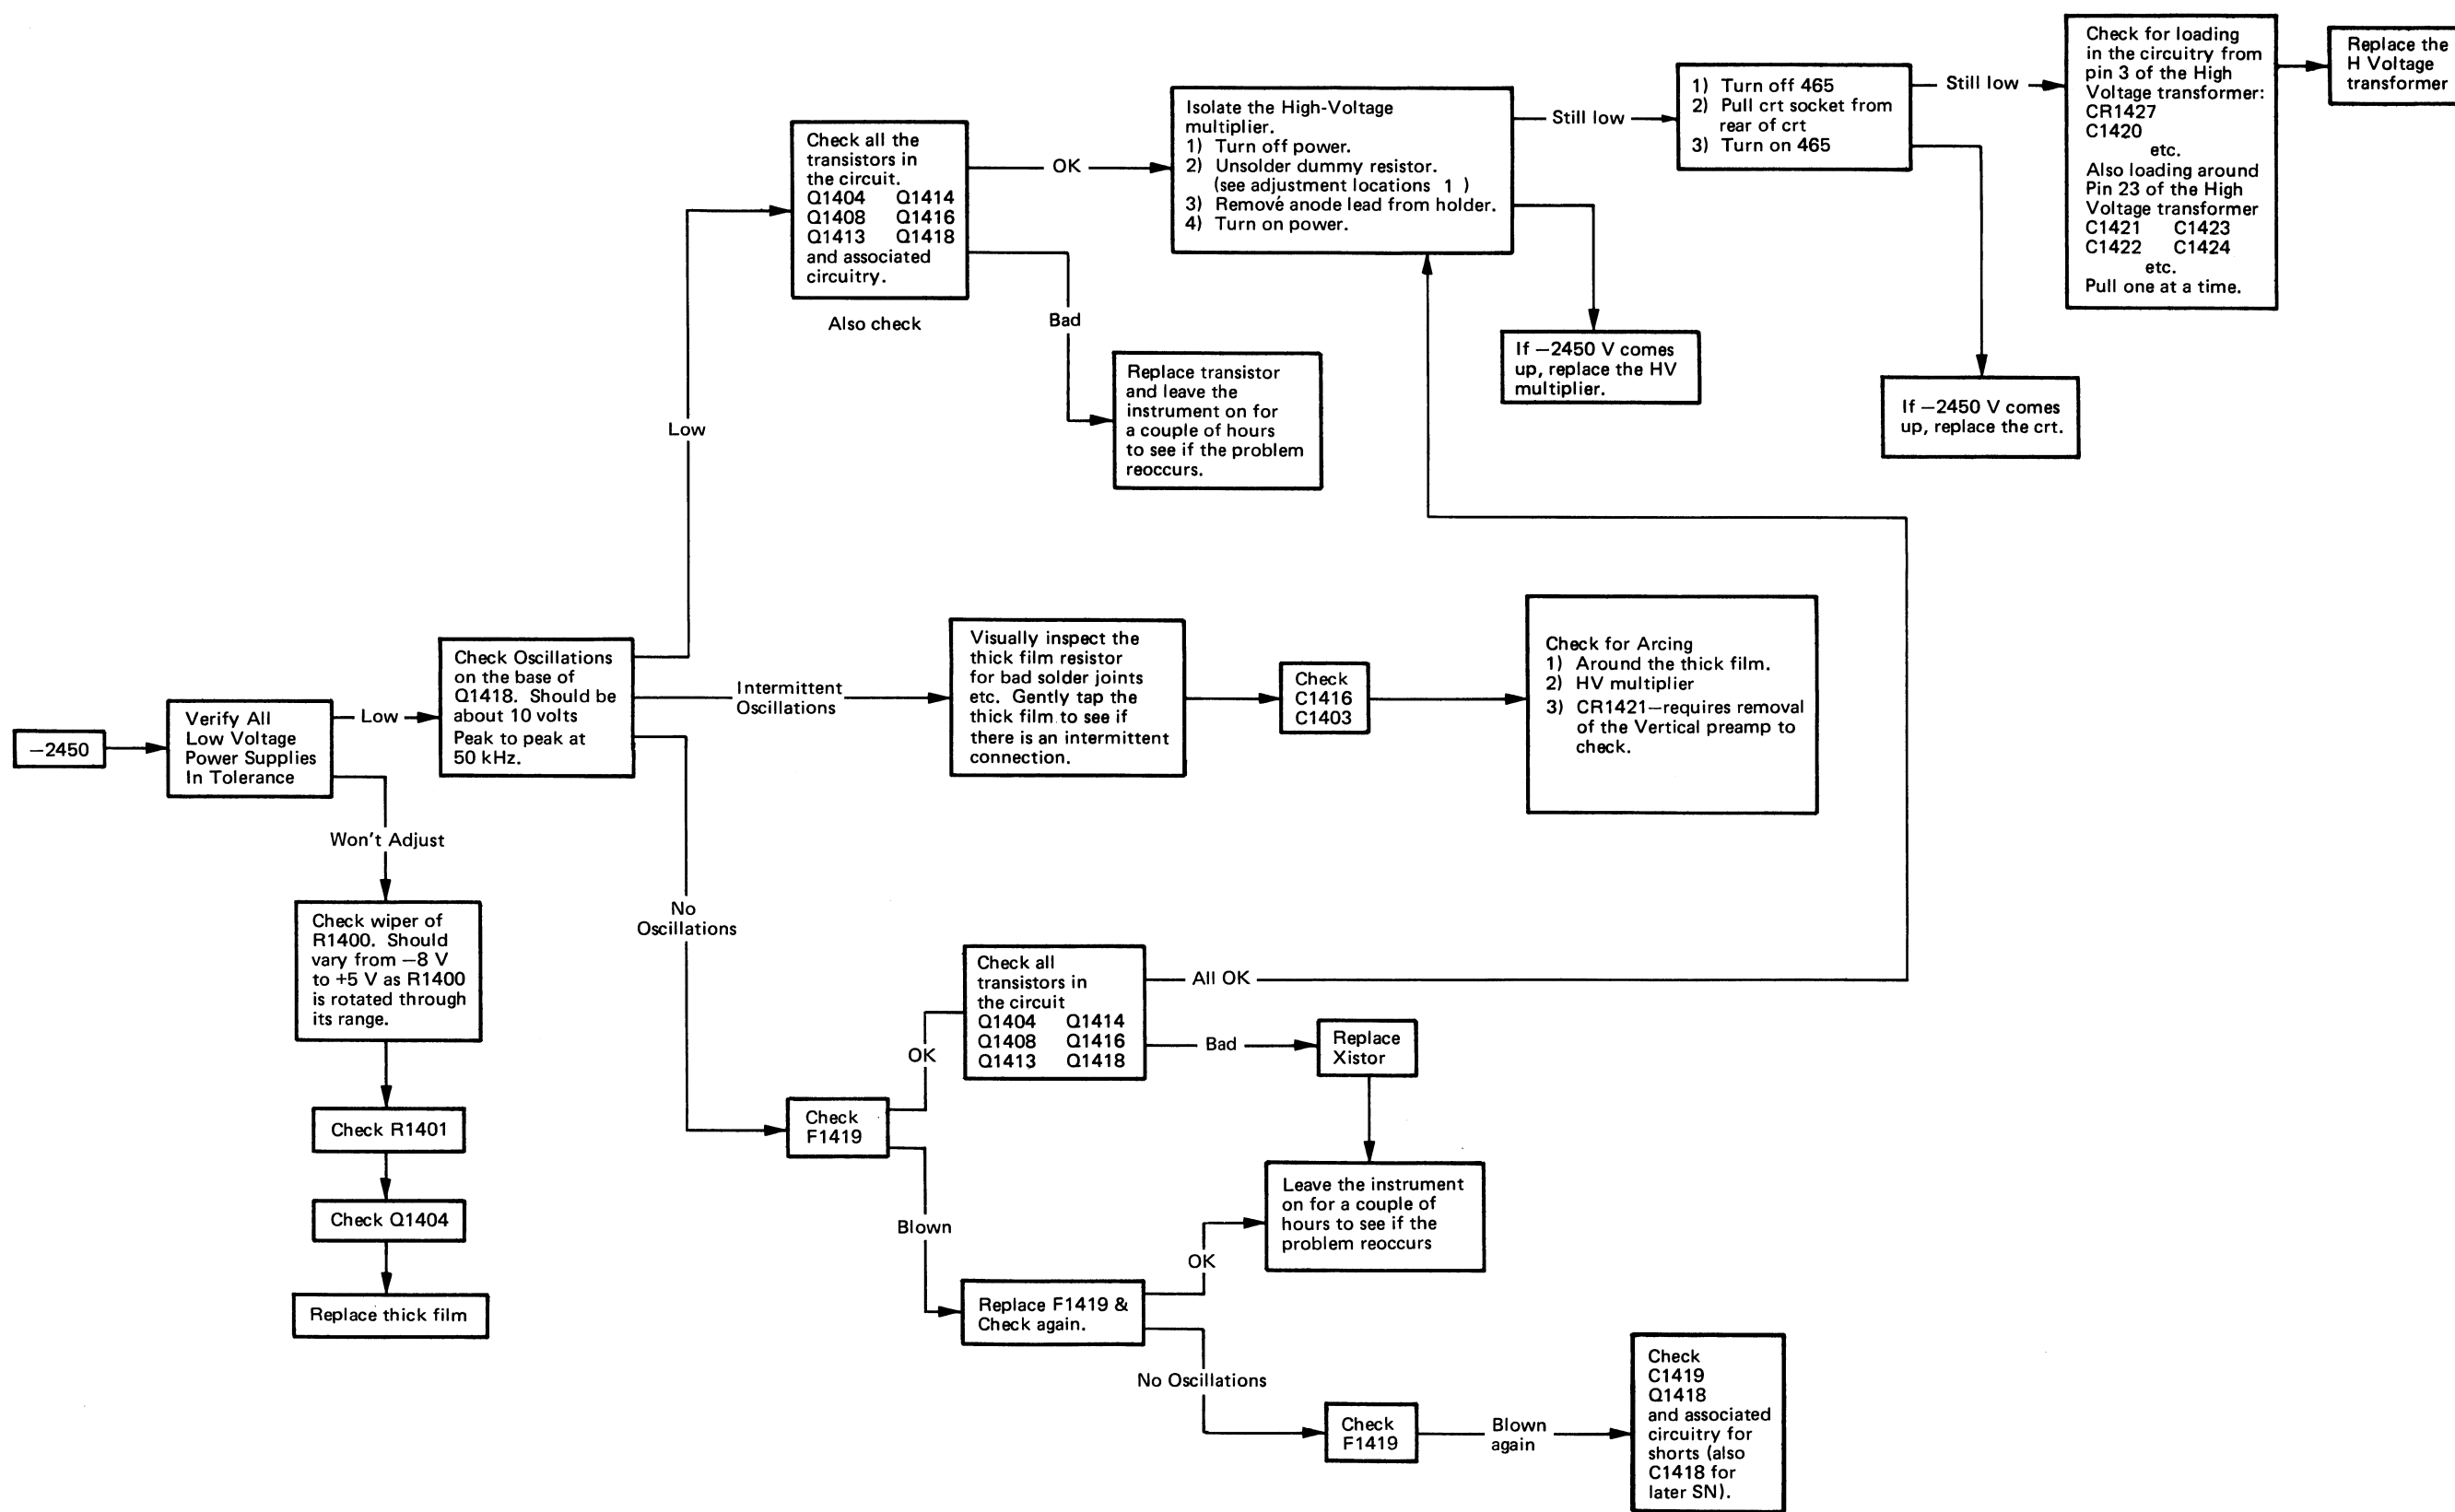 Check for loading
in the circuitry from
pin 3 of the High
Voltage transformer:
CR1427
C1420
etc.
Also loading around
Pin 23 of the High
Voltage transformer
C1421 C1423
C1422 C1424
etc.
Pull one at a time.
Replace the
H Voltage
transformer
1) Turn off 465
2) Pull crt socket from
rear of crt
3) Turn on 465
Still low
Still low
Isolate the High-Voltage
multiplier.
1) Turn off power.
2) Unsolder dummy resistor.
(see adjustment locations 1 )
3) Remove anode lead from holder.
4) Turn on power.
Check all the
transistors in
the circuit.
Q1404 Q1414
Q1408 Q1416
Q1413 Q1418
and associated
circuitry.
OK
Also check
Bad
Replace transistor
and leave the
instrument on for
a couple of hours
to see if the problem
reoccurs.
If —2450 V comes
up, replace the HV
multiplier.
If —2450 V comes
up, replace the crt.
Low
—2450
Verify All
Low Voltage
Power Supplies
In Tolerance
Low
Check Oscillations
on the base of
Q1418. Should be
about 10 volts
Peak to peak at
50 kHz.
Intermittent
Oscillations
Visually inspect the
thick film resistor
for bad solder joints
etc. Gently tap the
thick film to see if
there is an intermittent
connection.
Check
C1416
C1403
Check for Arcing
1) Around the thick film.
2) HV multiplier
3) CR1421—requires removal
of the Vertical preamp to
check.
Won't Adjust
Check wiper of
R1400. Should
vary from —8 V
to +5 V as R1400
is rotated through
its range.
Check R1401
Check Q1404
Replace thick film
No
Oscillations
Check
F1419
OK
Check all
transistors in
the circuit
Q1404 Q1414
Q1408 Q1416
Q1413 Q1418
All OK
Bad
Replace
Xistor
Leave the instrument
on for a couple of
hours to see if the
problem reoccurs
Blown
OK
Replace F1419 &
Check again.
No Oscillations
Check
F1419
Blown
again
Check
C1419
Q1418
and associated
circuitry for
shorts (also
C1418 for
later SN).